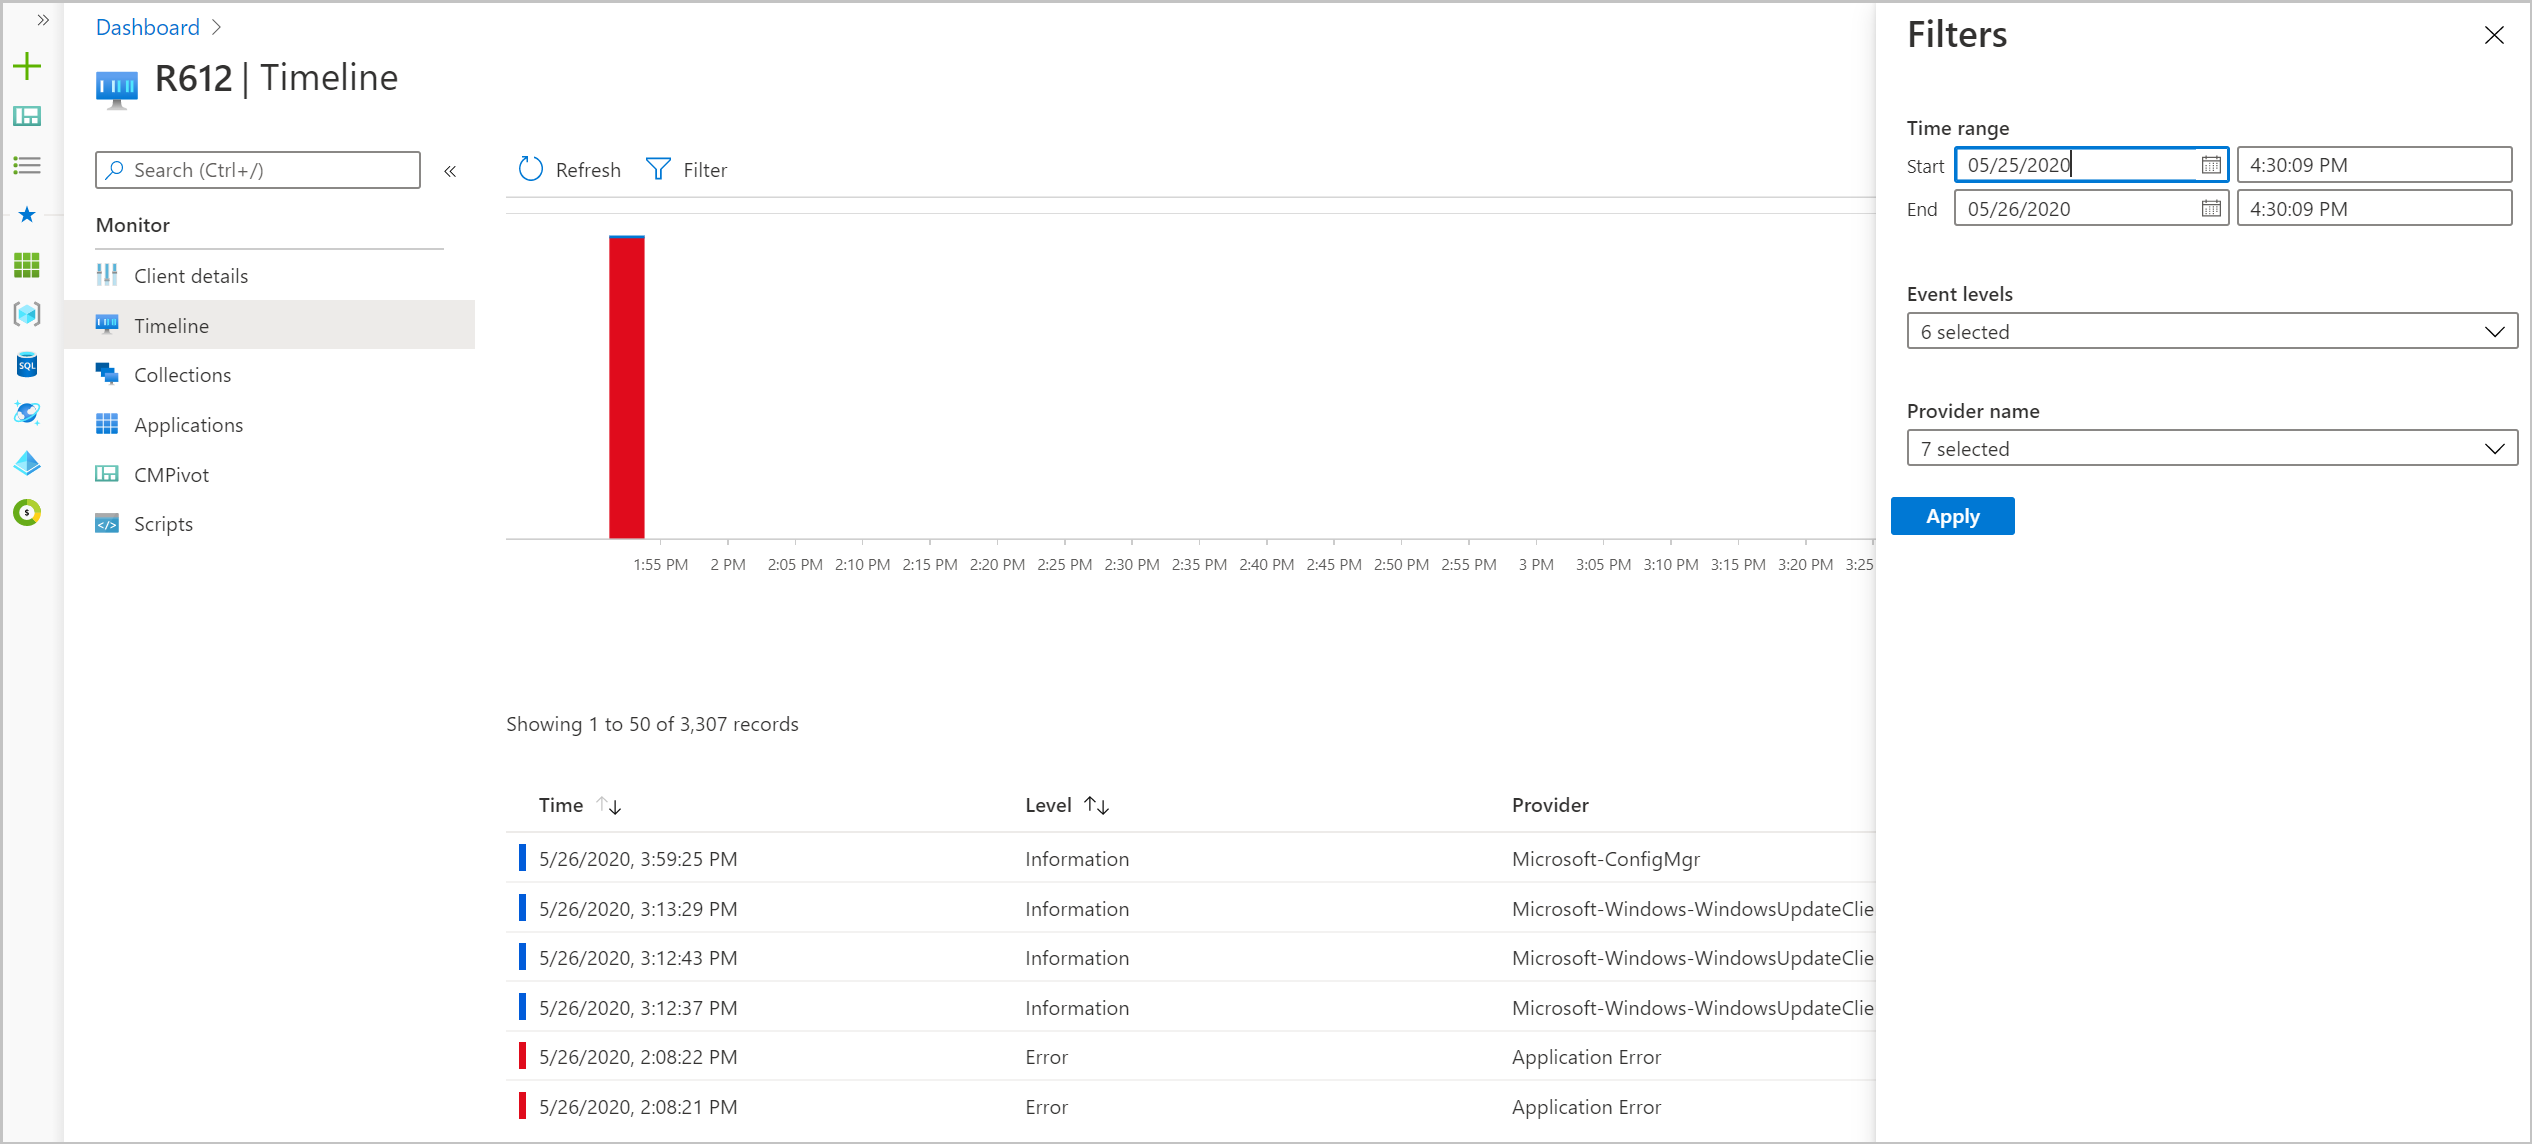 Dashboard
R612 | Timeline
Search (Ctrl+/)
Monitor
Client details
Timeline
Collections
Applications
CMPivot
Scripts
SQL
$
Refresh
Filter
1:55 PM 2 PM 2:05 PM 2:10 PM 2:15 PM 2:20 PM 2:25 PM 2:30 PM 2:35 PM 2:40 PM 2:45 PM 2:50 PM 2:55 PM 3 PM 3:05 PM 3:10 PM 3:15 PM 3:20 PM 3:25
Showing 1 to 50 of 3,307 records
Time Level Provider
5/26/2020, 3:59:25 PM Information Microsoft-ConfigMgr
5/26/2020, 3:13:29 PM Information Microsoft-Windows-WindowsUpdateClie
5/26/2020, 3:12:43 PM Information Microsoft-Windows-WindowsUpdateClie
5/26/2020, 3:12:37 PM Information Microsoft-Windows-WindowsUpdateClie
5/26/2020, 2:08:22 PM Error Application Error
5/26/2020, 2:08:21 PM Error Application Error
Filters
Time range
Start 05/25/2020 4:30:09 PM
End 05/26/2020 4:30:09 PM
Event levels
6 selected
Provider name
7 selected
Apply